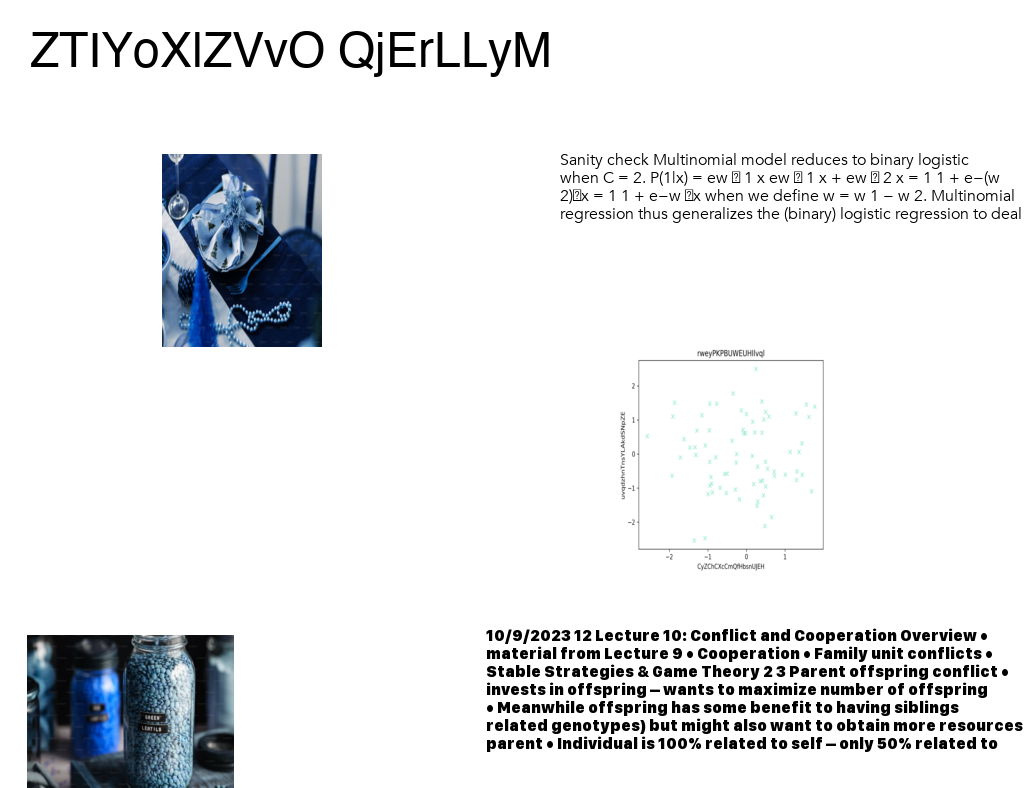 ZTIYoXlZVvO QjErLLyM
Sanity check Multinomial model reduces to binary logistic
when C = 2. P(1|x) = ew 􀀀 1 x ew 􀀀 1 x + ew 􀀀 2 x = 1 1 + e−(w
2)􀀀x = 1 1 + e−w 􀀀x when we define w = w 1 − w 2. Multinomial
regression thus generalizes the (binary) logistic regression to deal
2
1
0
−1
−2
−2 −1 0 1
GREEN
LENTILS
10/9/2023 12 Lecture 10: Conflict and Cooperation Overview •
material from Lecture 9 • Cooperation • Family unit conflicts •
Stable Strategies & Game Theory 2 3 Parent offspring conflict •
invests in offspring – wants to maximize number of offspring
• Meanwhile offspring has some benefit to having siblings
related genotypes) but might also want to obtain more resources
parent • Individual is 100% related to self – only 50% related to